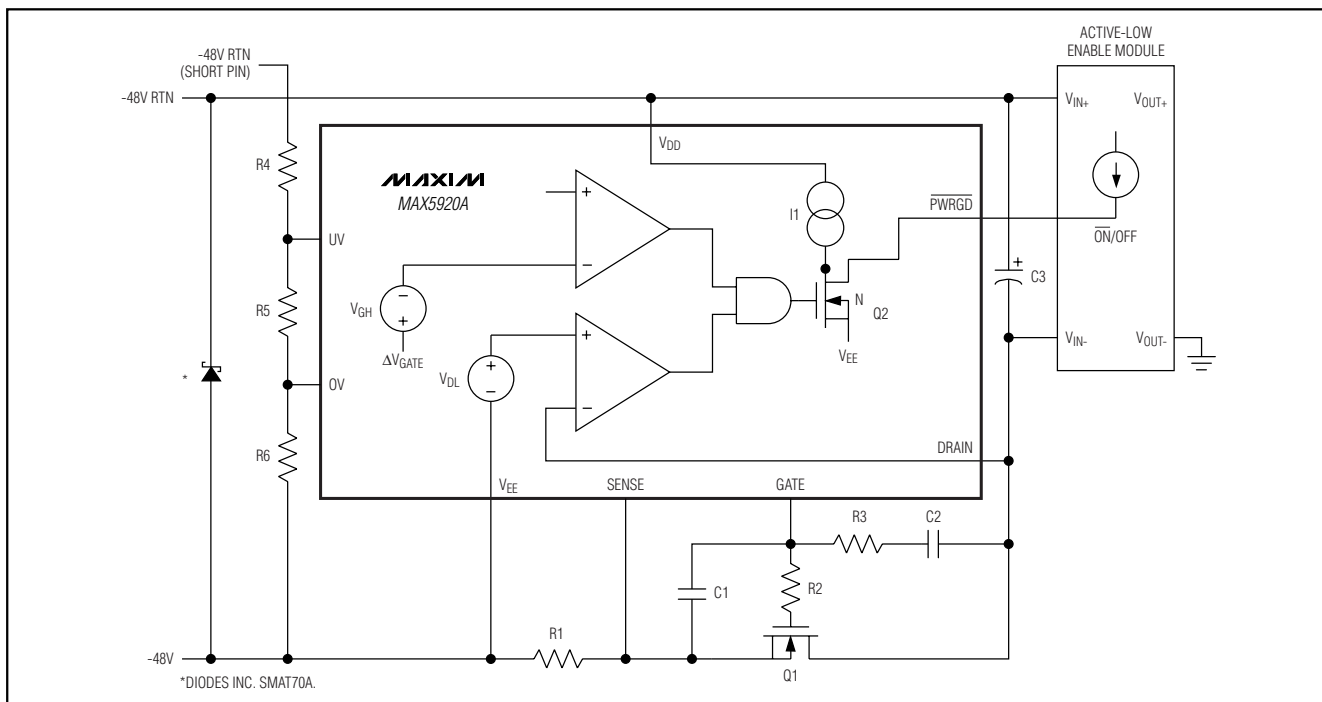 ACTIVE-LOW
ENABLE MODULE
-48V RTN
(SHORT PIN)
-48V RTN
VIN+
VOUT+
VDD
R4
MAXIM
MAX5920A
+
I1
PWRGD
ON/OFF
UV
−
+
C3
VGH
−
+
N
Q2
R5
ΔVGATE
+
VEE
VIN-
VOUT-
*
VDL
+
−
OV
−
R6
DRAIN
VEE
SENSE
GATE
R3
C2
C1
R2
R1
-48V
Q1
*DIODES INC. SMAT70A.